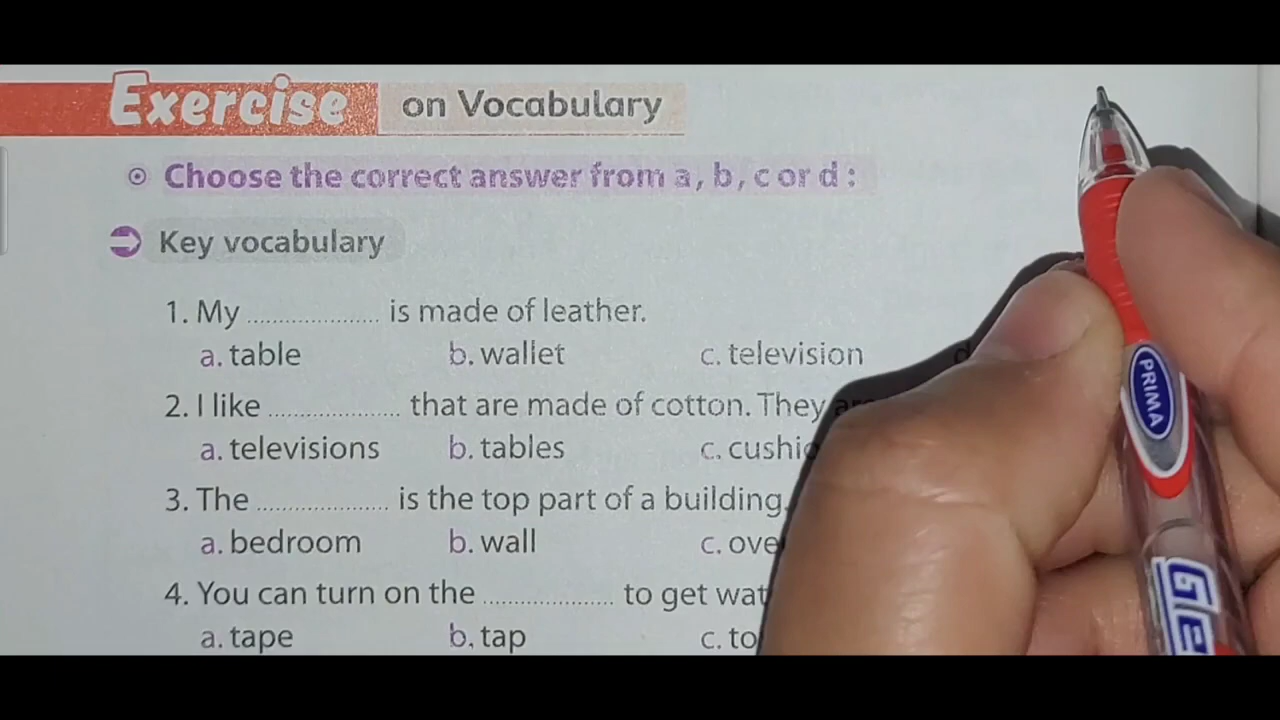 Exercise on Vocabulary
Choose the correct answer from a, b, c or d :
Key vocabulary
1. My .................... is made of leather.
a. table b. wallet c. television
2. I like .................... that are made of cotton. They are
a. televisions b. tables
3. The .................... is the top part of a building.
a. bedroom b. wall
4. You can turn on the .................... to get
a. tape b. tap
PRIMA